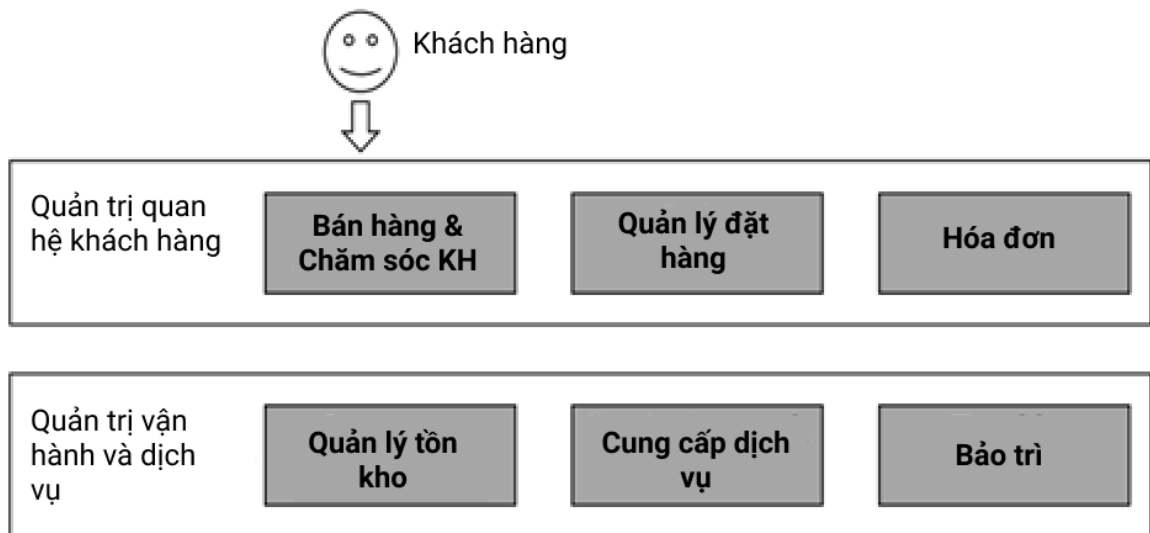 Khách hàng
Quản trị quan
hệ khách hàng
Bán hàng &
Chăm sóc KH
Quản lý đặt
hàng
Hóa đơn
Quản trị vận
hành và dịch
vụ
Quản lý tồn
kho
Cung cấp dịch
vụ
Bảo trì